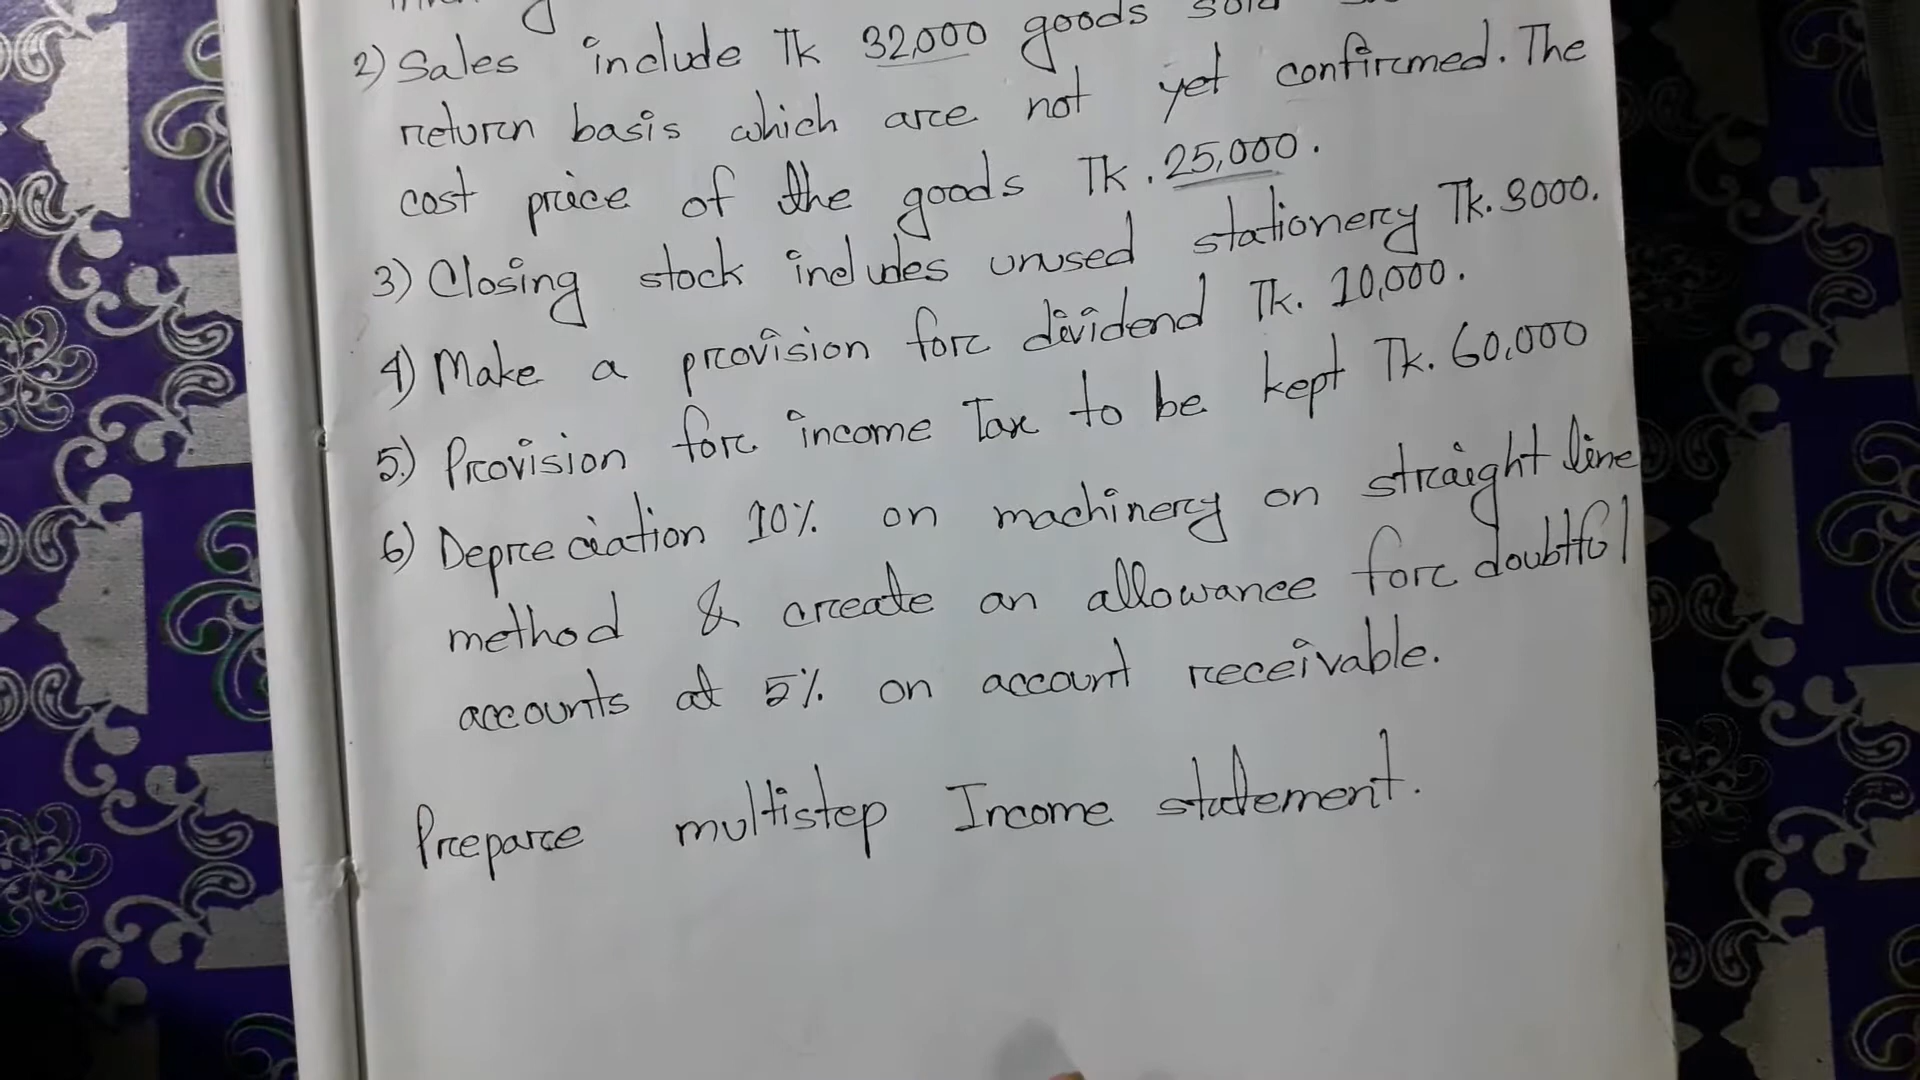 2) Sales include Tk 32,000 goods sold
return basis which are not yet confirmed. The
cost price of the goods Tk. 25,000.
3) Closing stock includes unused stationery Tk. 3000.
4) Make a provision for dividend Tk. 10,000.
5.) Provision for income Tax to be kept Tk. 60,000
6) Depreciation 10% on machinery on straight line
method & create an allowance for doubtful
accounts at 5% on account receivable.
Prepare multistep Income statement.